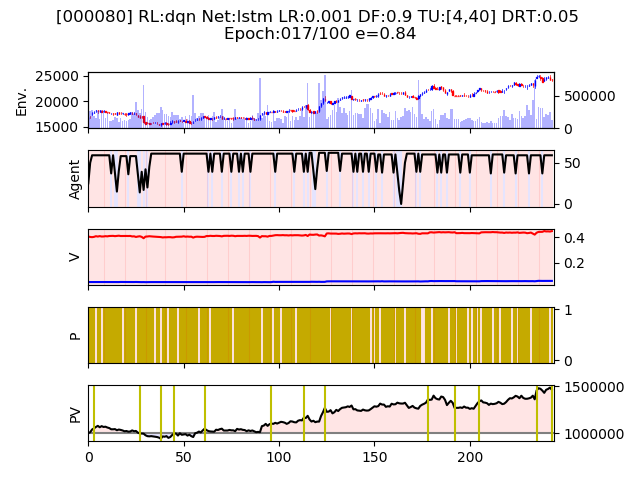 [000080] RL:dqn Net:lstm LR:0.001 DF:0.9 TU:[4,40] DRT:0.05
Epoch:017/100 e=0.84
Env.
25000
20000
15000
500000
0
Agent
50
0
V
0.4
0.2
P
1
0
PV
1500000
1000000
0 50 100 150 200